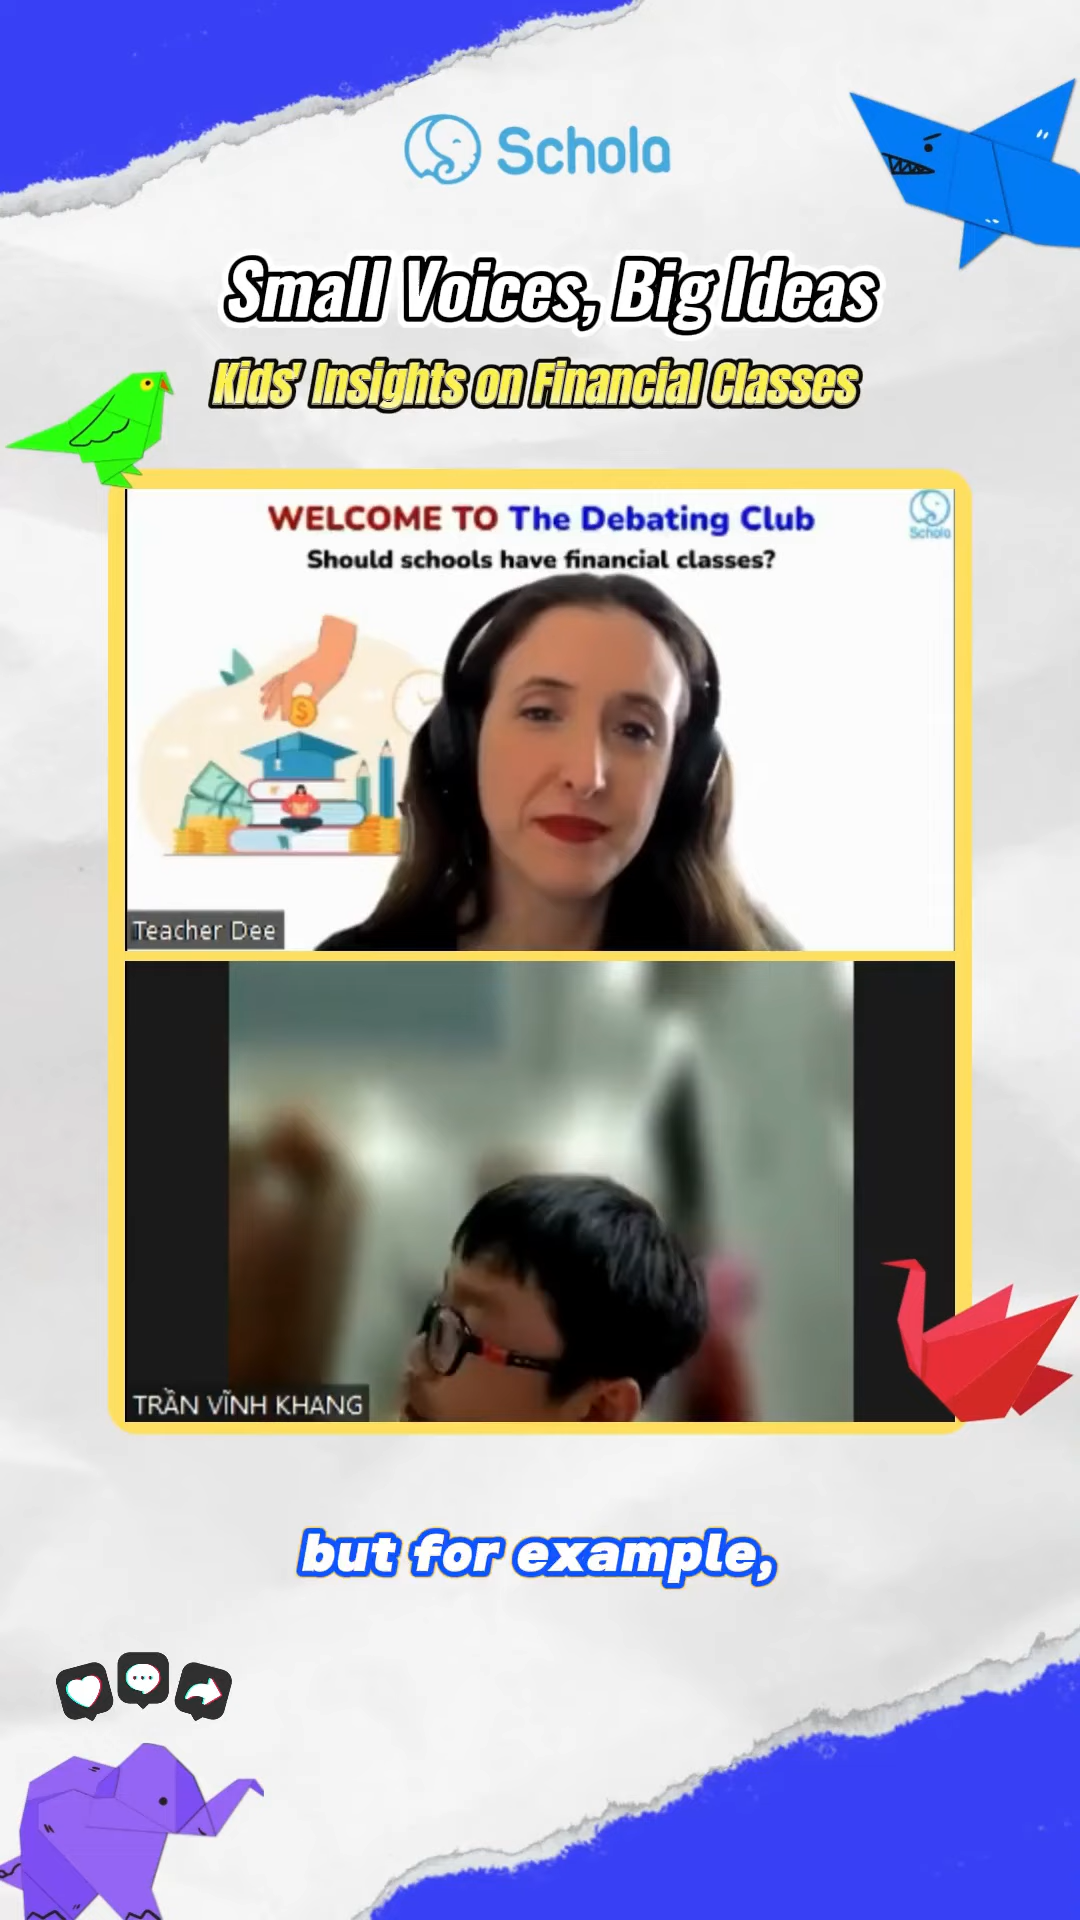 Schola
Small Voices, Big Ideas
Kids' Insights on Financial Classes
WELCOME TO The Debating Club
Schola
Should schools have financial classes?
Teacher Dee
TRẦN VĨNH KHANG
but for example,